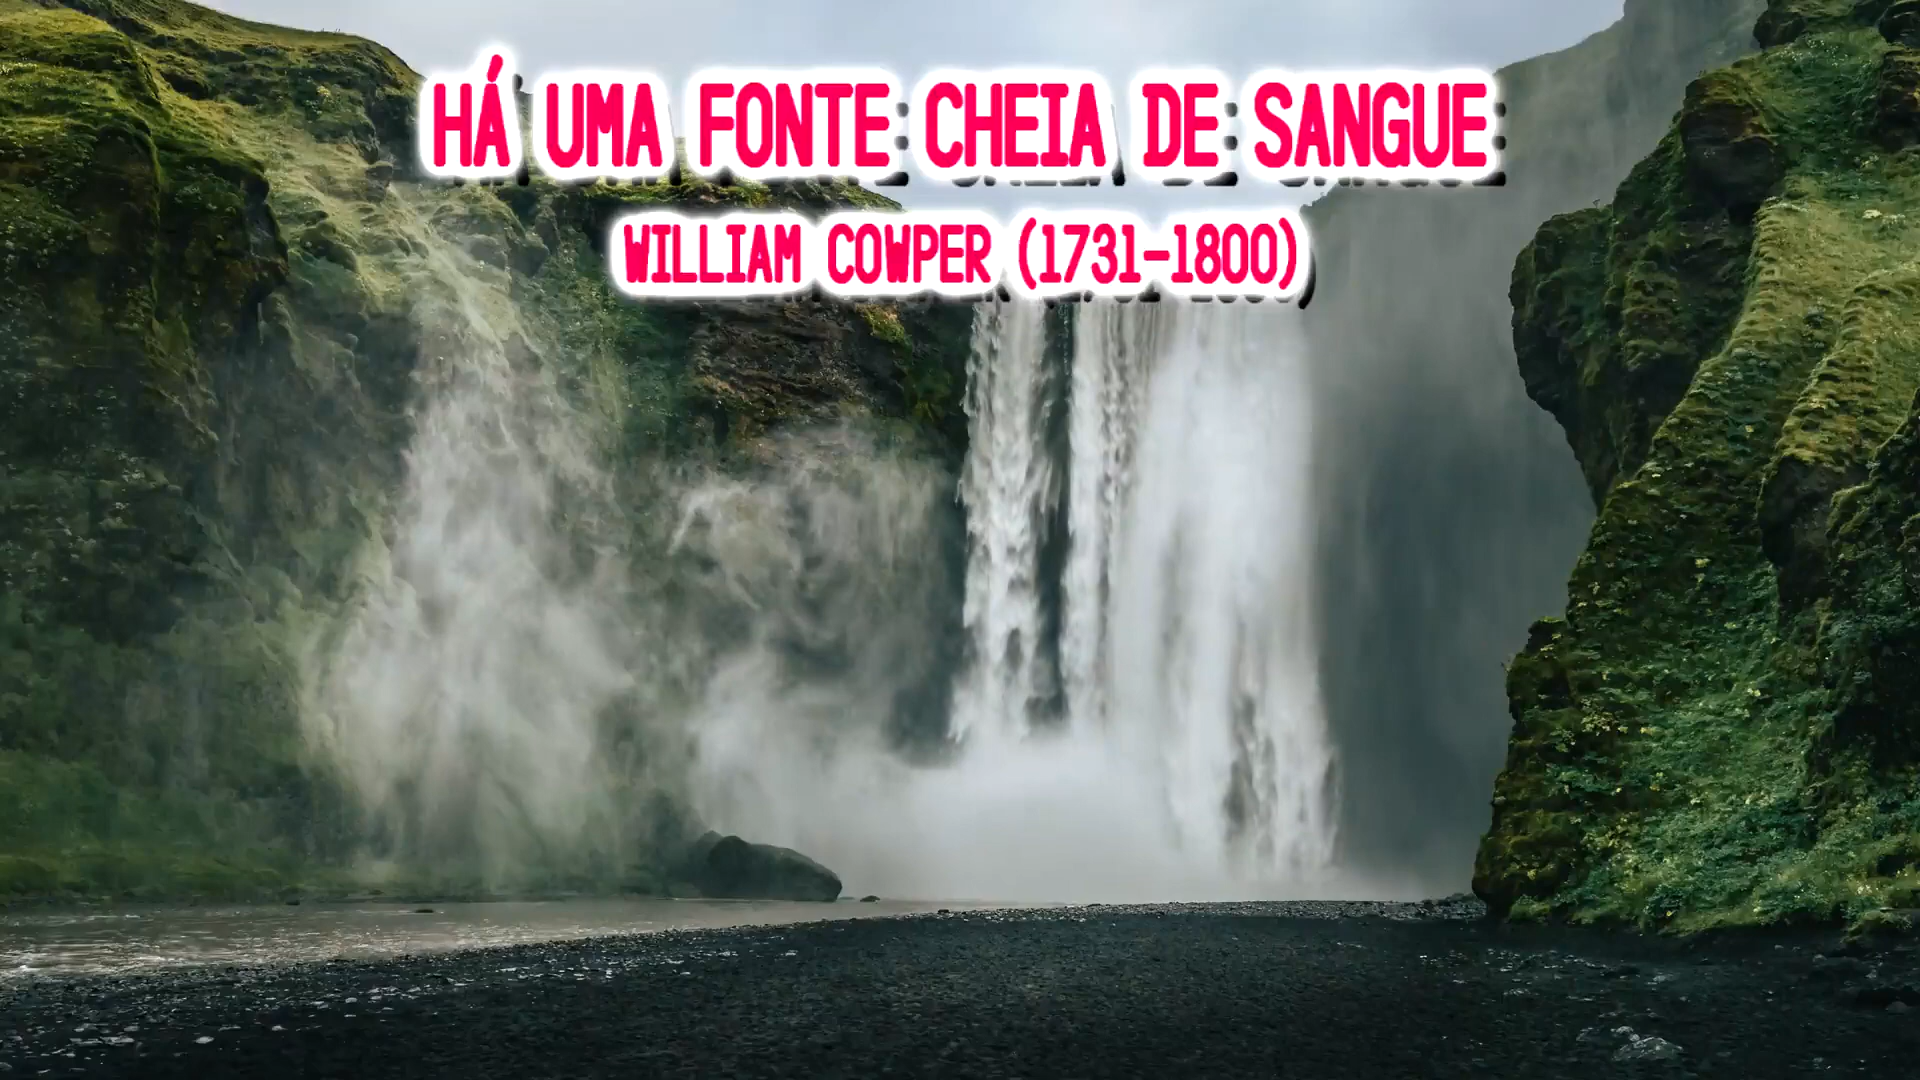 HÁ UMA FONTE CHEIA DE SANGUE
WILLIAM COWPER (1731-1800)